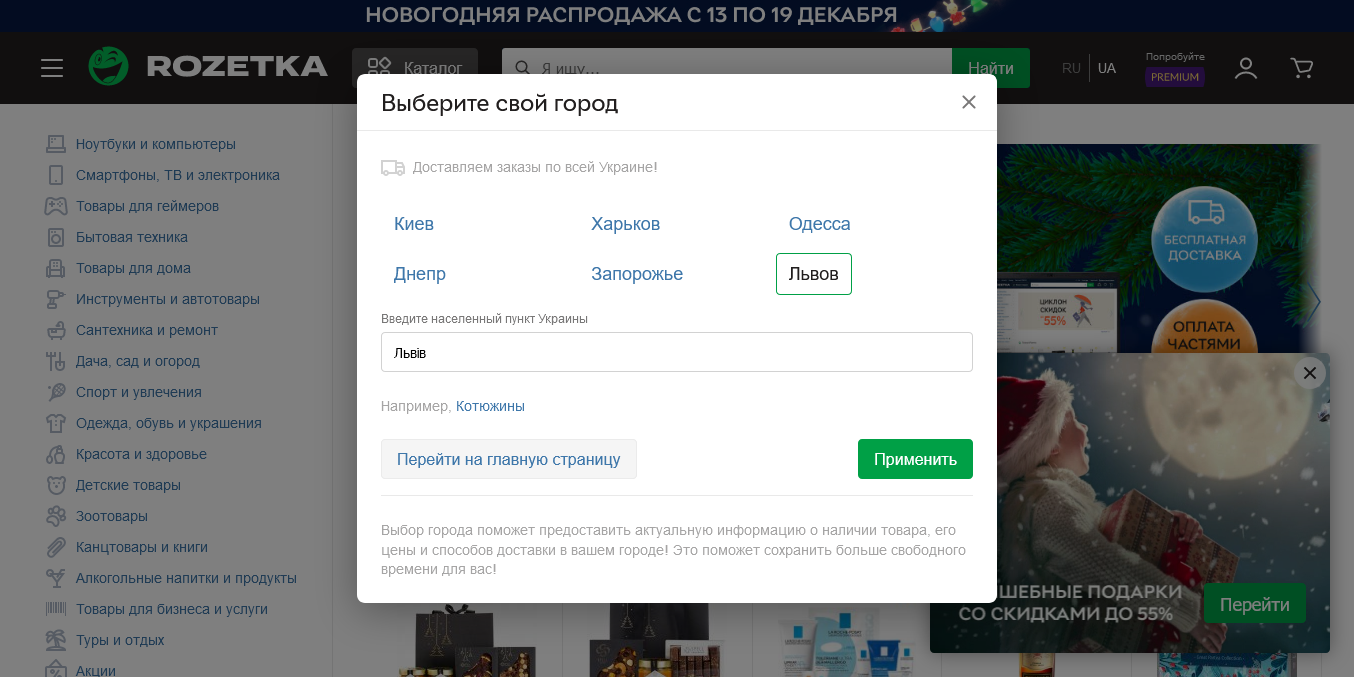 НОВОГОДНЯЯ РАСПРОДАЖА С 13 ПО 19 ДЕКАБРЯ
ROZETKA
Каталог
Я ищу...
Найти
RU
UA
Попробуйте
PREMIUM
Ноутбуки и компьютеры
Смартфоны, ТВ и электроника
Товары для геймеров
Бытовая техника
Товары для дома
Инструменты и автотовары
Сантехника и ремонт
Дача, сад и огород
Спорт и увлечения
Одежда, обувь и украшения
Красота и здоровье
Детские товары
Зоотовары
Канцтовары и книги
Алкогольные напитки и продукты
Товары для бизнеса и услуги
Туры и отдых
Акции
Выберите свой город
Доставляем заказы по всей Украине!
Киев
Харьков
Одесса
Днепр
Запорожье
Львов
Введите населенный пункт Украины
Львів
Например, Котюжины
Перейти на главную страницу
Применить
Выбор города поможет предоставить актуальную информацию о наличии товара, его
цены и способов доставки в вашем городе! Это поможет сохранить больше свободного
времени для вас!
БЕСПЛАТНАЯ
ДОСТАВКА
ЦИКЛОН
СКИДОК
-55%
ОПЛАТА
ЧАСТЯМИ
ШЕБНЫЕ ПОДАРКИ
СО СКИДКАМИ ДО 55%
Перейти